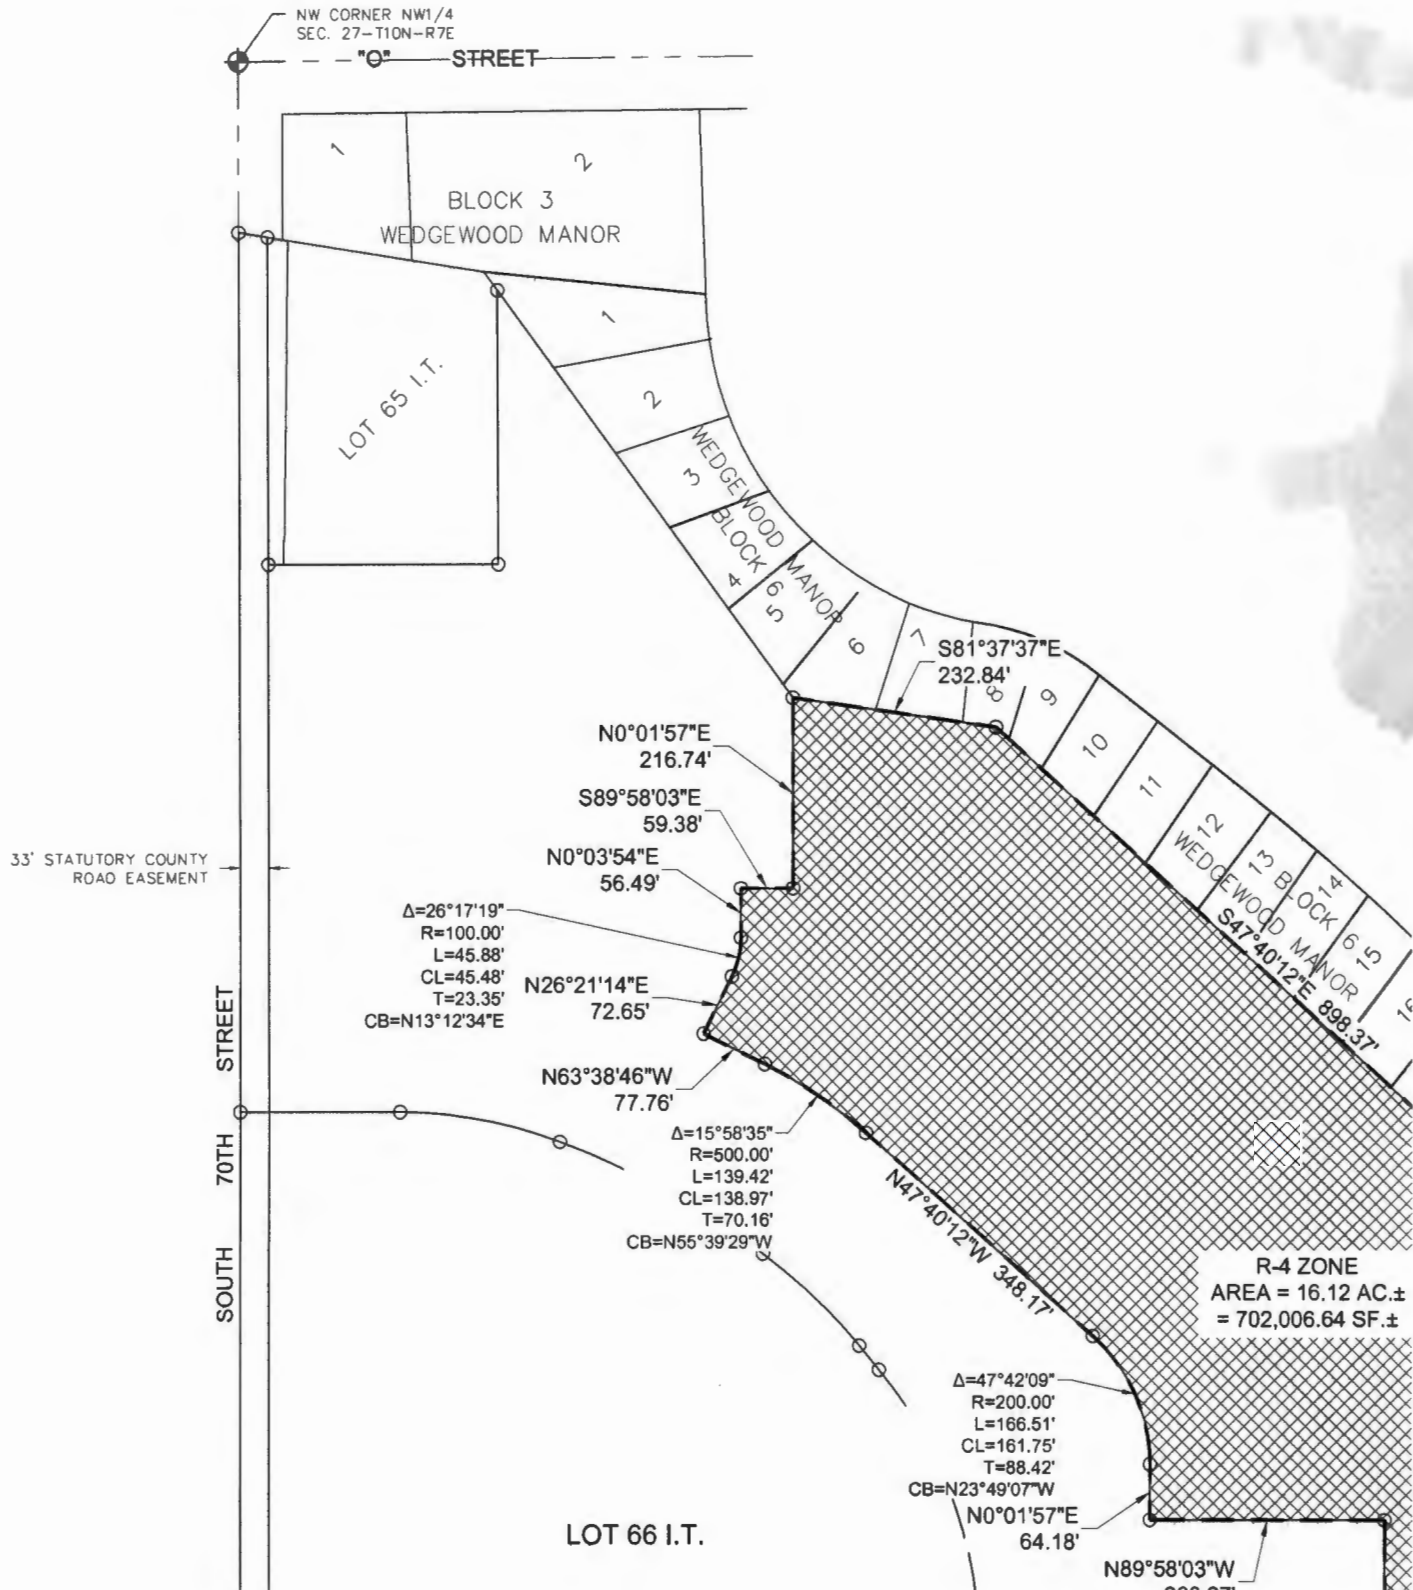 NW CORNER NW1/4
SEC. 27-T10N-R7E
"O" STREET
1
2
BLOCK 3
WEDGEWOOD MANOR
LOT 65 I.T.
1
2
3
4
5
6
7
8
9
10
11
12
13
14
15
16
WEDGEWOOD MANOR
BLOCK 6
WEDGEWOOD MANOR
BLOCK 6
S81°37'37"E
232.84'
N0°01'57"E
216.74'
S89°58'03"E
59.38'
N0°03'54"E
56.49'
33' STATUTORY COUNTY
ROAD EASEMENT
Δ=26°17'19"
R=100.00'
L=45.88'
CL=45.48'
T=23.35'
CB=N13°12'34"E
N26°21'14"E
72.65'
S47°40'12"E 898.37'
N63°38'46"W
77.76'
Δ=15°58'35"
R=500.00'
L=139.42'
CL=138.97'
T=70.16'
CB=N55°39'29"W
N47°40'12"W 348.17'
SOUTH 70TH STREET
R-4 ZONE
AREA = 16.12 AC.±
= 702,006.64 SF.±
Δ=47°42'09"
R=200.00'
L=166.51'
CL=161.75'
T=88.42'
CB=N23°49'07"W
N0°01'57"E
64.18'
LOT 66 I.T.
N89°58'03"W